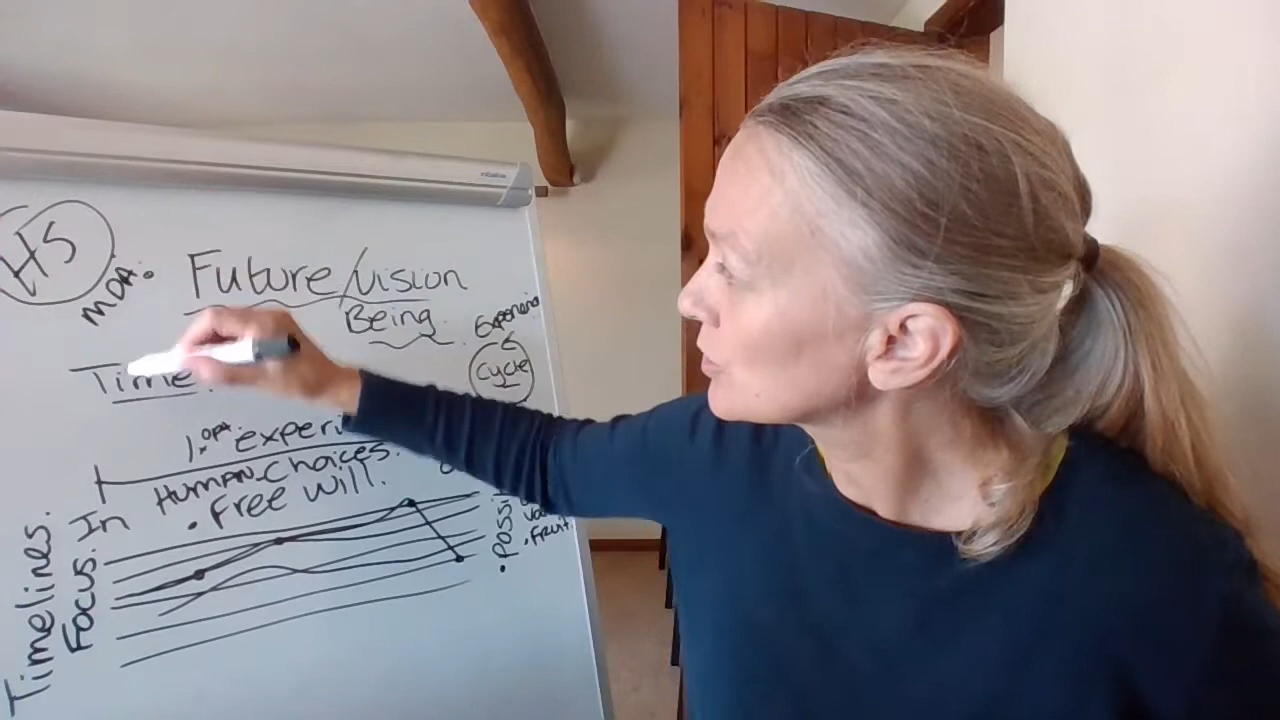 HS
MDA.
Future/Vision
Being.
Experience
Cycle
Time.
1. OPA. experi
Human Choices.
• Free will.
Timelines.
Focus. In
• Possi
• Fruit.